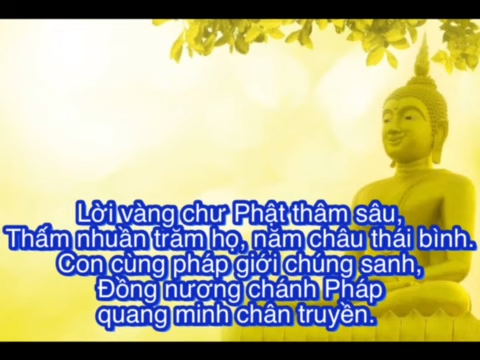 Lời vàng chư Phật thâm sâu,
Thấm nhuần trăm họ, năm châu thái bình.
Con cùng pháp giới chúng sanh,
Đồng nương chánh Pháp
quang minh chân truyền.